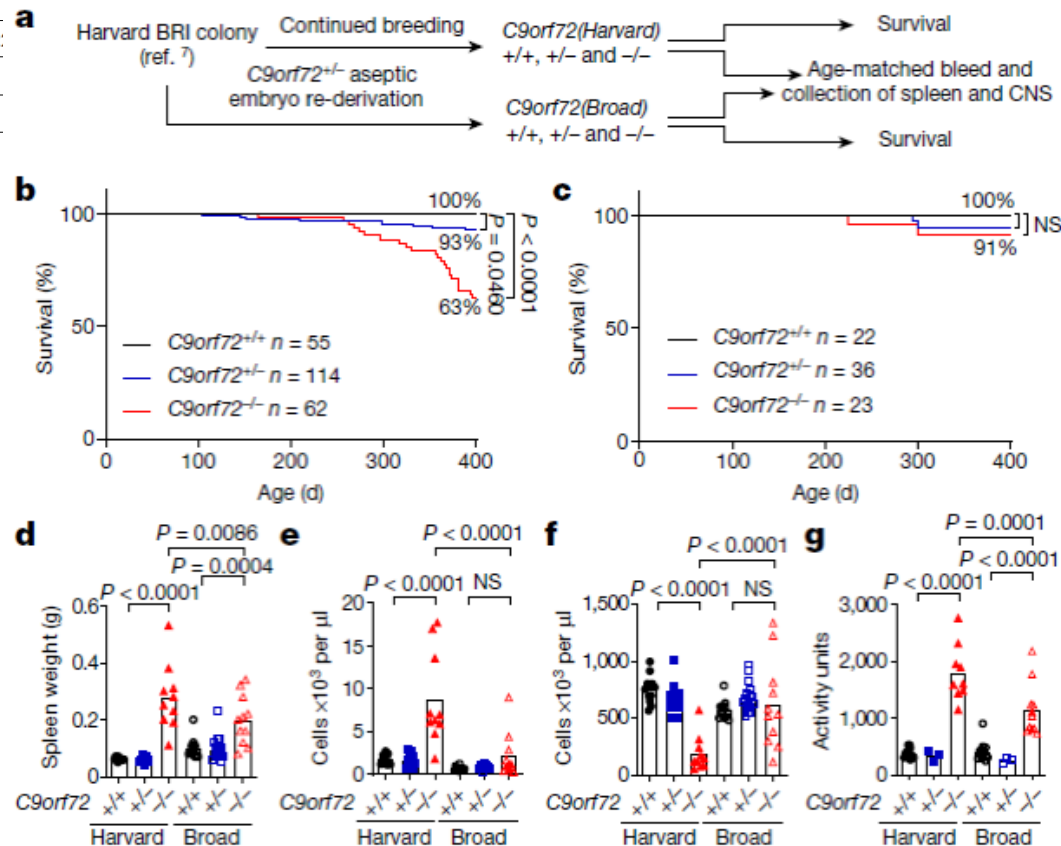 a
Harvard BRI colony
(ref. 7)
Continued breeding
C9orf72+/– aseptic
embryo re-derivation
C9orf72(Harvard)
+/+, +/– and –/–
C9orf72(Broad)
+/+, +/– and –/–
Survival
Age-matched bleed and
collection of spleen and CNS
Survival
b
Survival (%)
100
50
0
100%
93%
63%
P = 0.0460
P < 0.0001
C9orf72+/+ n = 55
C9orf72+/– n = 114
C9orf72–/– n = 62
0 100 200 300 400
Age (d)
c
Survival (%)
100
50
0
100%
91%
NS
C9orf72+/+ n = 22
C9orf72+/– n = 36
C9orf72–/– n = 23
0 100 200 300 400
Age (d)
d
P = 0.0086
P = 0.0004
P < 0.0001
Spleen weight (g)
0.6
0.4
0.2
0
C9orf72 +/+ +/– –/– +/+ +/– –/–
Harvard Broad
e
P < 0.0001
P < 0.0001 NS
Cells ×10³ per µl
20
15
10
5
0
C9orf72 +/+ +/– –/– +/+ +/– –/–
Harvard Broad
f
P < 0.0001
P < 0.0001 NS
Cells ×10³ per µl
1,500
1,000
500
0
C9orf72 +/+ +/– –/– +/+ +/– –/–
Harvard Broad
g
P = 0.0001
P < 0.0001
P < 0.0001
Activity units
3,000
2,000
1,000
0
C9orf72 +/+ +/– –/– +/+ +/– –/–
Harvard Broad